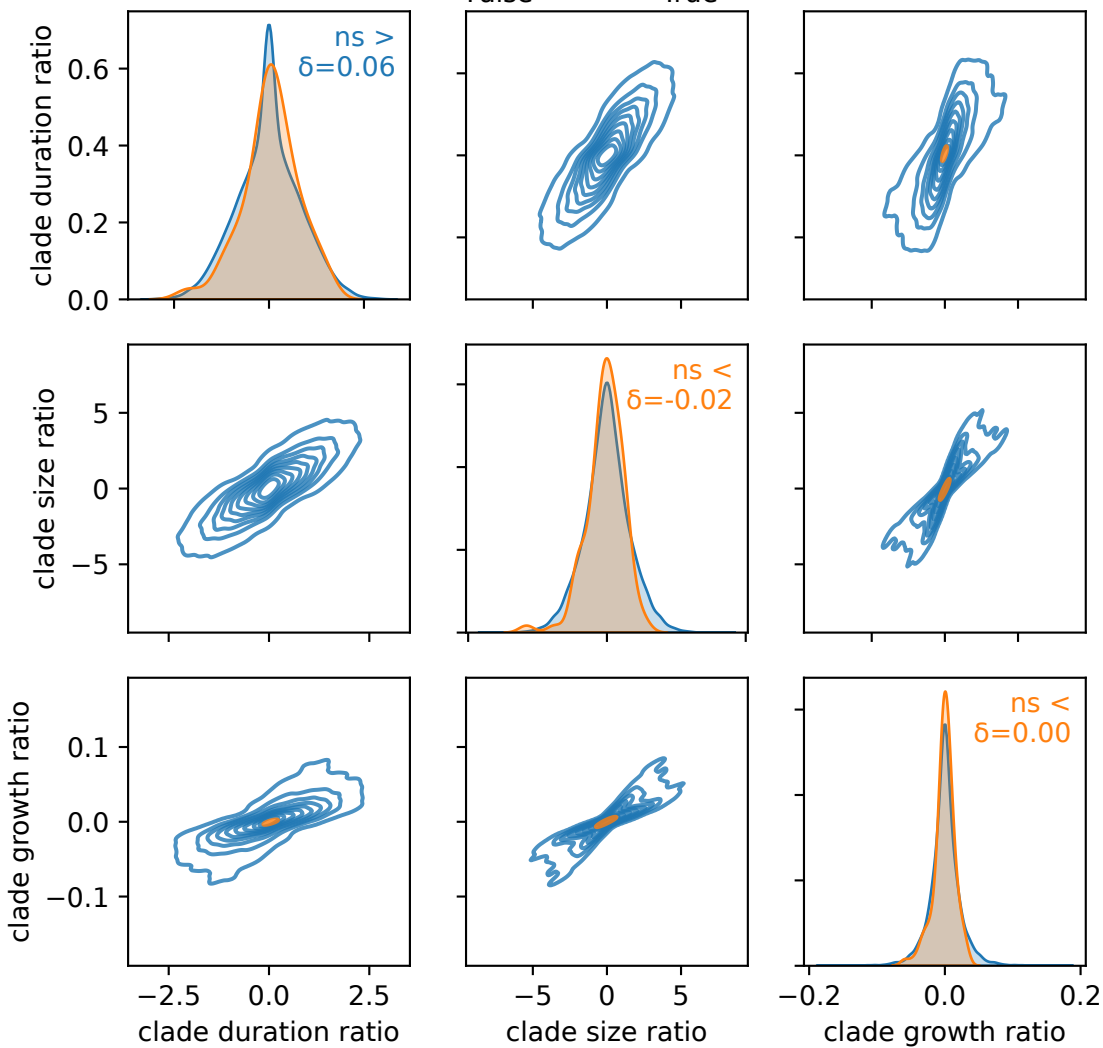 clade duration ratio
0.6
0.4
0.2
0.0
ns >
δ=0.06
clade size ratio
5
0
−5
ns <
δ=-0.02
clade growth ratio
0.1
0.0
−0.1
ns <
δ=0.00
−2.5 0.0 2.5
−5 0 5
−0.2 0.0 0.2
clade duration ratio
clade size ratio
clade growth ratio